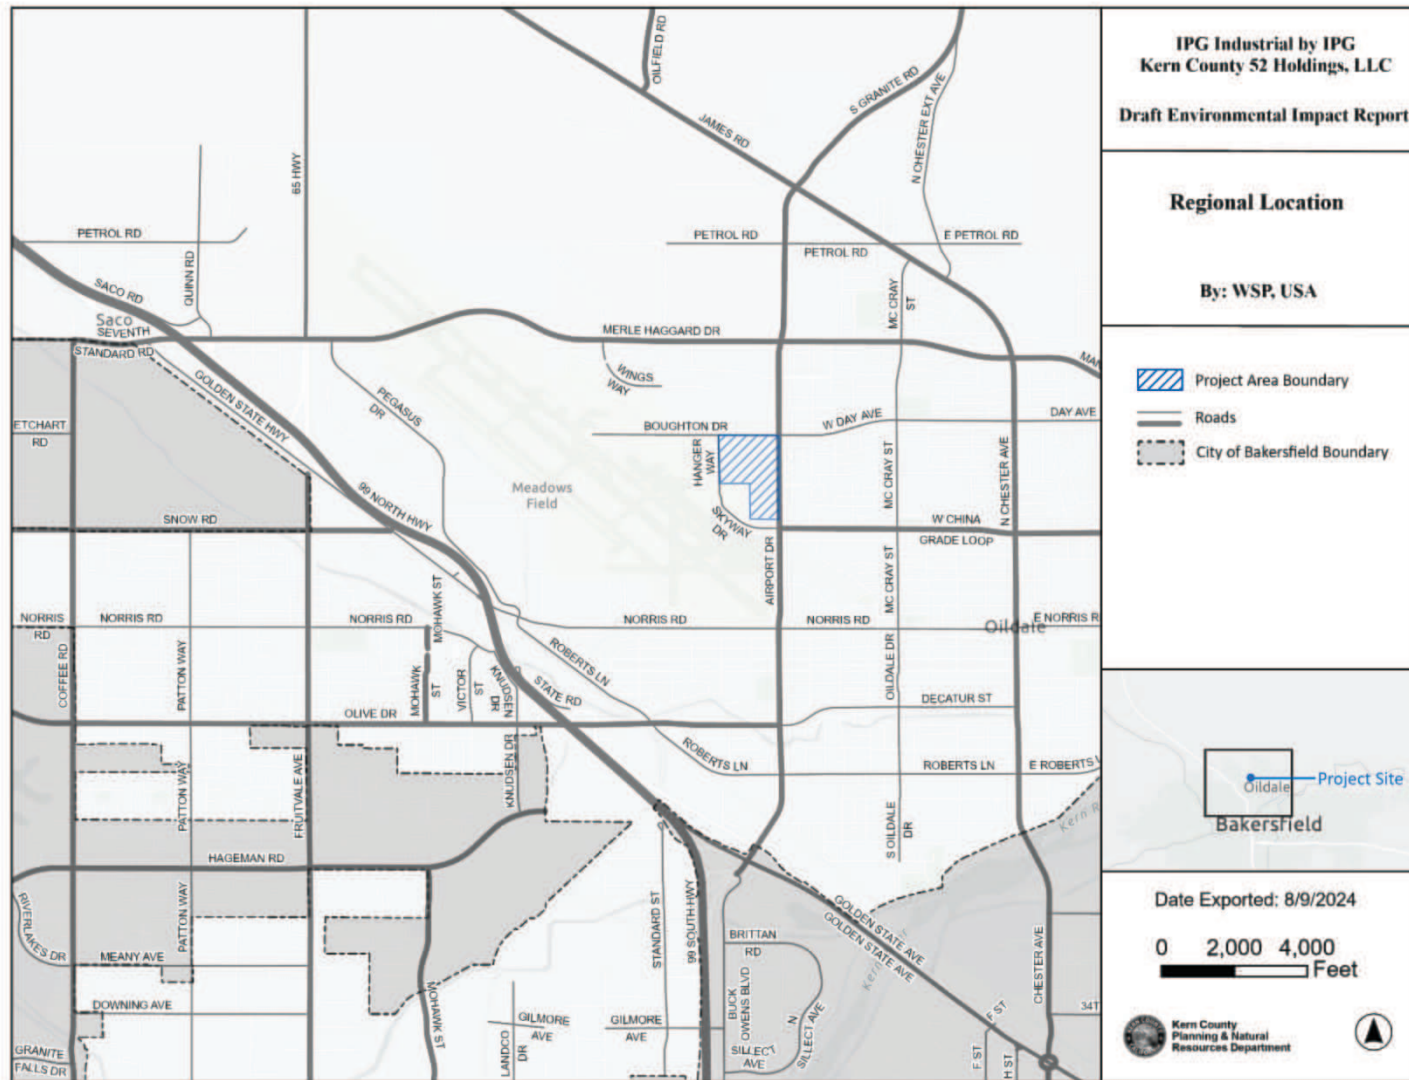 IPG Industrial by IPG
Kern County 52 Holdings, LLC
Draft Environmental Impact Report
Regional Location
By: WSP, USA
Project Area Boundary
Roads
City of Bakersfield Boundary
Oildale
Project Site
Bakersfield
Date Exported: 8/9/2024
0 2,000 4,000
Feet
Kern County
Planning & Natural
Resources Department
OILFIELD RD
S GRANITE RD
JAMES RD
N CHESTER EXT AVE
65 HWY
PETROL RD
QUINN RD
PETROL RD
PETROL RD
E PETROL RD
SACO RD
Saco
SEVENTH
STANDARD RD
MC CRAY
ST
MERLE HAGGARD DR
MAN
WINGS
WAY
GOLDEN STATE HWY
PEGASUS
DR
ETCHART
RD
BOUGHTON DR
W DAY AVE
DAY AVE
HANGER
WAY
MC CRAY ST
N CHESTER AVE
Meadows
Field
99 NORTH HWY
SNOW RD
SKYWAY
DR
W CHINA
GRADE LOOP
AIRPORT DR
MC CRAY ST
MOHAWK ST
NORRIS
RD
NORRIS RD
NORRIS RD
NORRIS RD
NORRIS RD
Oildale
E NORRIS R
COFFEE RD
PATTON WAY
MOHAWK
ST
VICTOR
ST
KNUDSEN
DR
ROBERTS LN
STATE RD
OILDALE DR
DECATUR ST
OLIVE DR
KNUDSEN DR
ROBERTS LN
ROBERTS LN
E ROBERTS L
PATTON WAY
FRUITVALE AVE
S OILDALE
DR
Kern R
HAGEMAN RD
RIVERLAKES DR
PATTON WAY
MEANY AVE
DOWNING AVE
GRANITE
FALLS DR
MOHAWK ST
LANDCO
DR
GILMORE
AVE
GILMORE
AVE
STANDARD ST
99 SOUTH HWY
BRITTAN
RD
BUCK
OWENS BLVD
SILLECT
AVE
N
SILLECT AVE
GOLDEN STATE AVE
GOLDEN STATE AVE
CHESTER AVE
F ST
F ST
H ST
34T